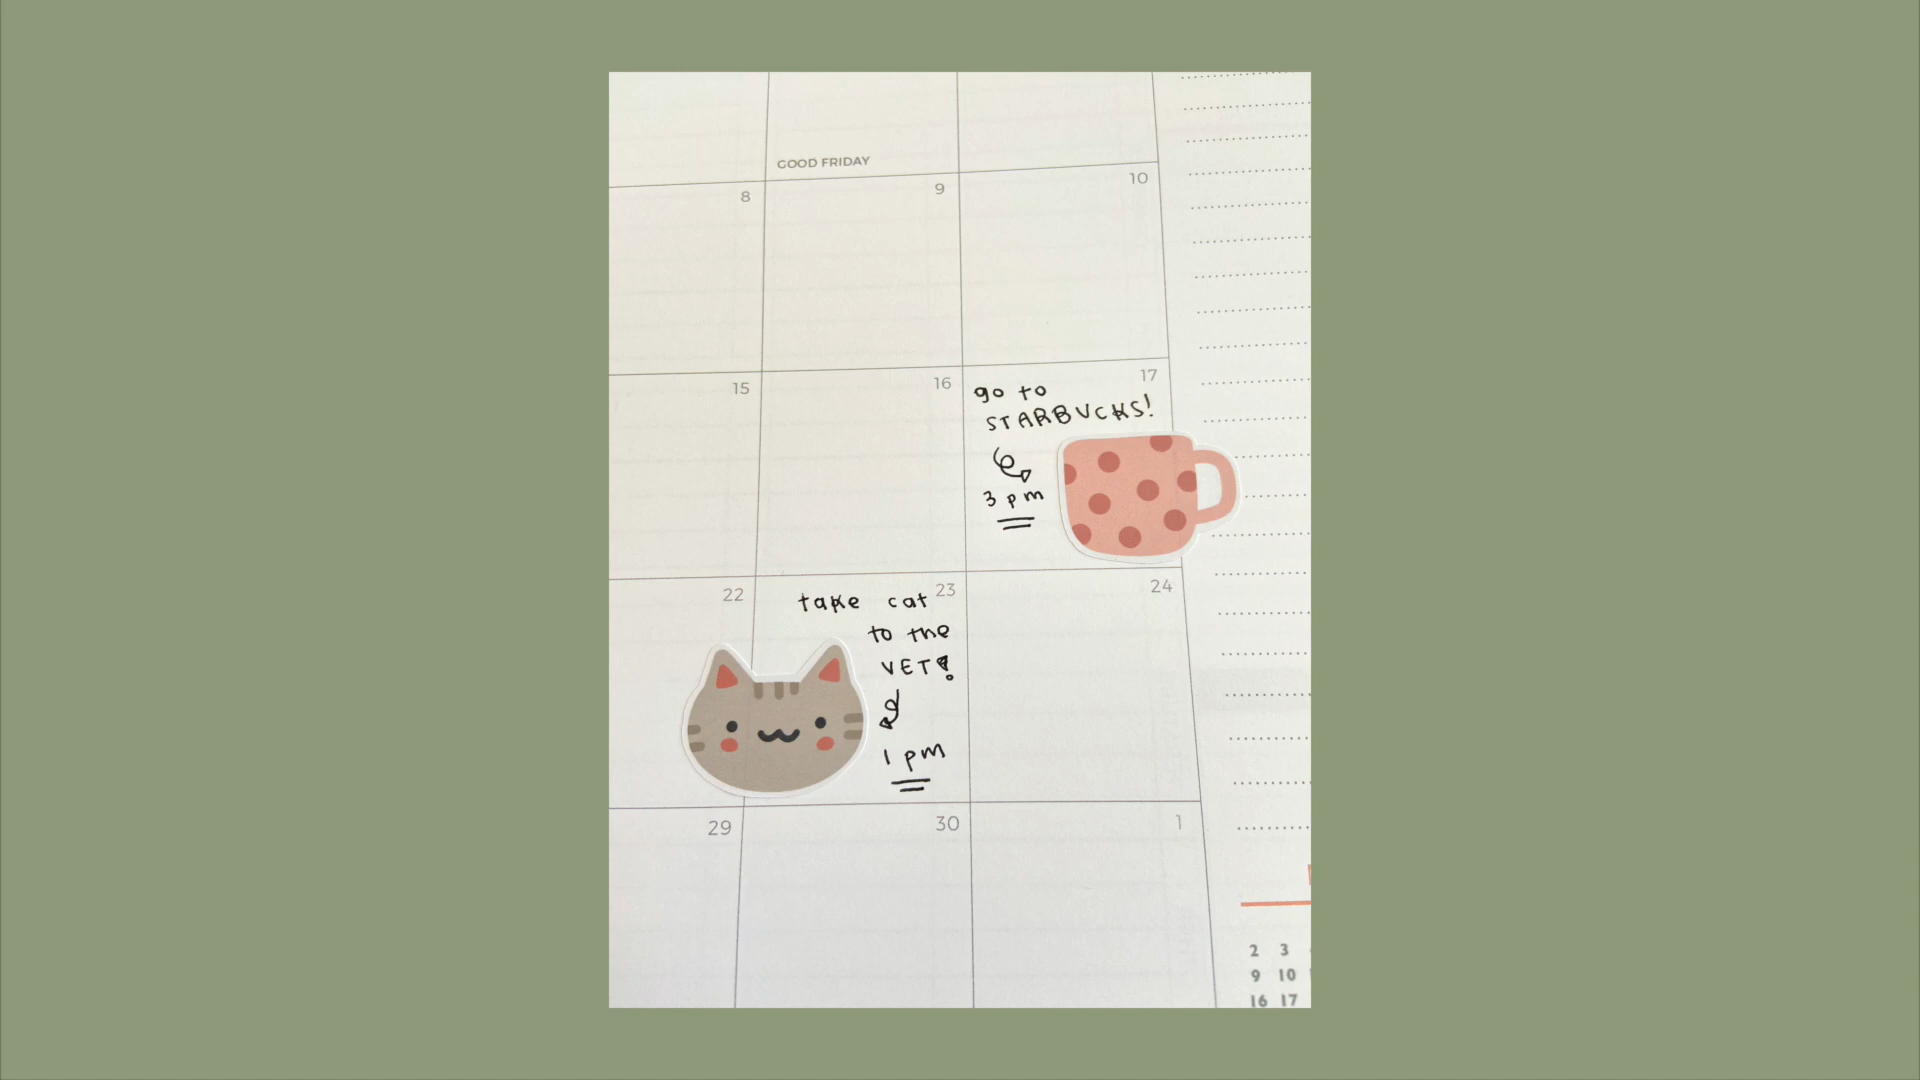 GOOD FRIDAY
8
9
10
15
16
17
go to
STARBUCKS!
3 pm
22
23
24
take cat
to the
VET!
1 pm
29
30
1
2 3
9 10
16 17